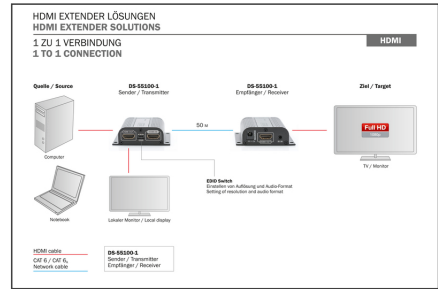 HDMI EXTENDER LÖSUNGEN
HDMI EXTENDER SOLUTIONS
1 ZU 1 VERBINDUNG
1 TO 1 CONNECTION
HDMI
Quelle / Source
DS-55100-1
Sender / Transmitter
DS-55100-1
Empfänger / Receiver
Ziel / Target
50 M
Full HD
Computer
TV / Monitor
EDID Switch
Einstellen von Auflösung und Audio-Format
Setting of resolution and audio format
Notebook
Lokaler Monitor / Local display
HDMI cable
CAT 6 / CAT 6A
Network cable
DS-55100-1
Sender / Transmitter
Empfänger / Receiver